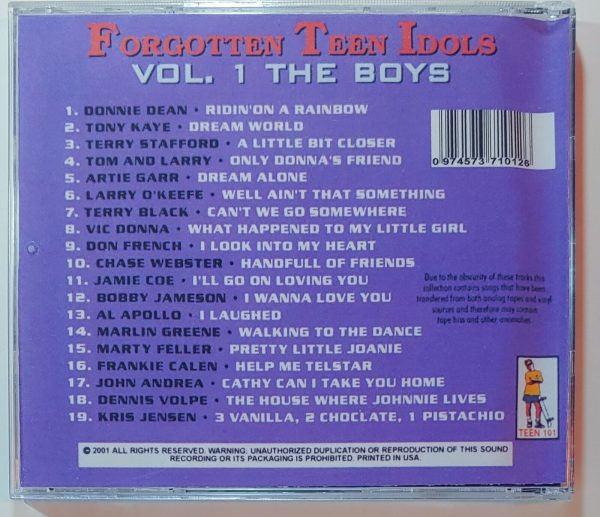 FORGOTTEN TEEN IDOLS
VOL. 1 THE BOYS
1. DONNIE DEAN • RIDIN'ON A RAINBOW
2. TONY KAYE • DREAM WORLD
3. TERRY STAFFORD • A LITTLE BIT CLOSER
4. TOM AND LARRY • ONLY DONNA'S FRIEND
5. ARTIE GARR • DREAM ALONE
6. LARRY O'KEEFE • WELL AIN'T THAT SOMETHING
7. TERRY BLACK • CAN'T WE GO SOMEWHERE
8. VIC DONNA • WHAT HAPPENED TO MY LITTLE GIRL
9. DON FRENCH • I LOOK INTO MY HEART
10. CHASE WEBSTER • HANDFULL OF FRIENDS
11. JAMIE COE • I'LL GO ON LOVING YOU
12. BOBBY JAMESON • I WANNA LOVE YOU
13. AL APOLLO • I LAUGHED
14. MARLIN GREENE • WALKING TO THE DANCE
15. MARTY FELLER • PRETTY LITTLE JOANIE
16. FRANKIE CALEN • HELP ME TELSTAR
17. JOHN ANDREA • CATHY CAN I TAKE YOU HOME
18. DENNIS VOLPE • THE HOUSE WHERE JOHNNIE LIVES
19. KRIS JENSEN • 3 VANILLA, 2 CHOCLATE, 1 PISTACHIO
0 974573 710126
Due to the obscurity of these tracks this
collection contains songs that have been
transferred from both analog tapes and vinyl
sources and therefore may contain
tape hiss and other anomalies.
TEEN 101
© 2001 ALL RIGHTS RESERVED. WARNING: UNAUTHORIZED DUPLICATION OR REPRODUCTION OF THIS SOUND
RECORDING OR ITS PACKAGING IS PROHIBITED. PRINTED IN USA.